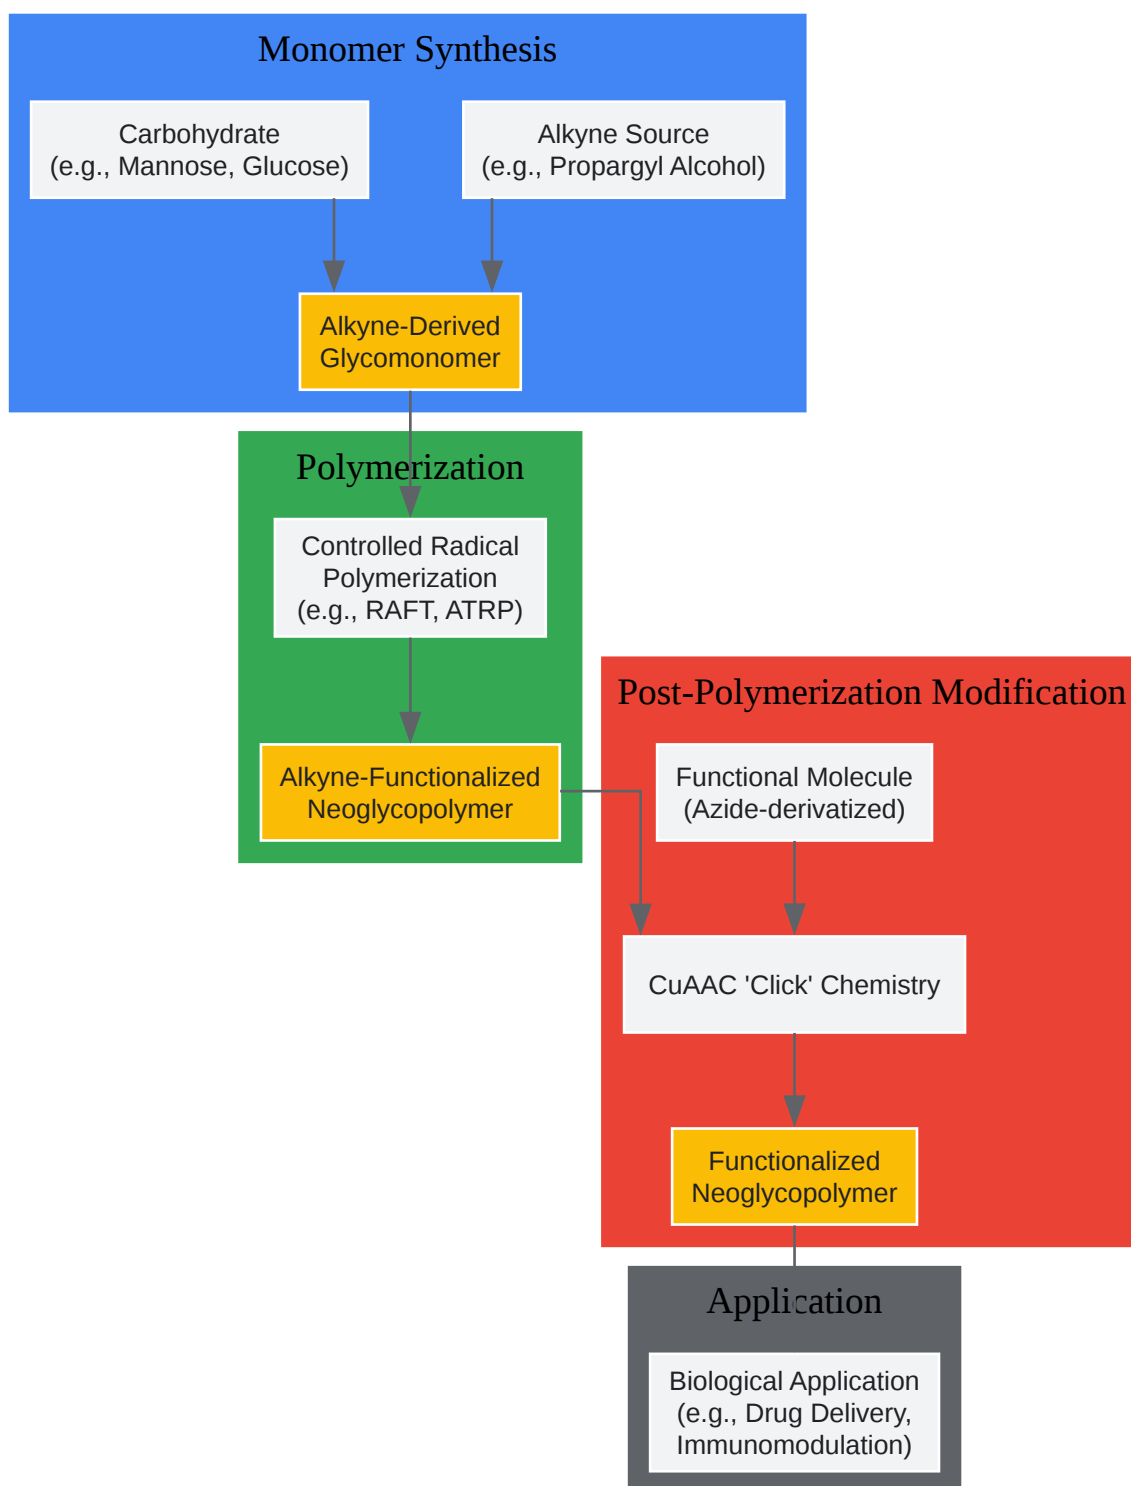 Monomer Synthesis
Carbohydrate
(e.g., Mannose, Glucose)
Alkyne Source
(e.g., Propargyl Alcohol)
Alkyne-Derived
Glycomonomer
Polymerization
Controlled Radical
Polymerization
(e.g., RAFT, ATRP)
Alkyne-Functionalized
Neoglycopolymer
Post-Polymerization Modification
Functional Molecule
(Azide-derivatized)
CuAAC 'Click' Chemistry
Functionalized
Neoglycopolymer
Application
Biological Application
(e.g., Drug Delivery,
Immunomodulation)